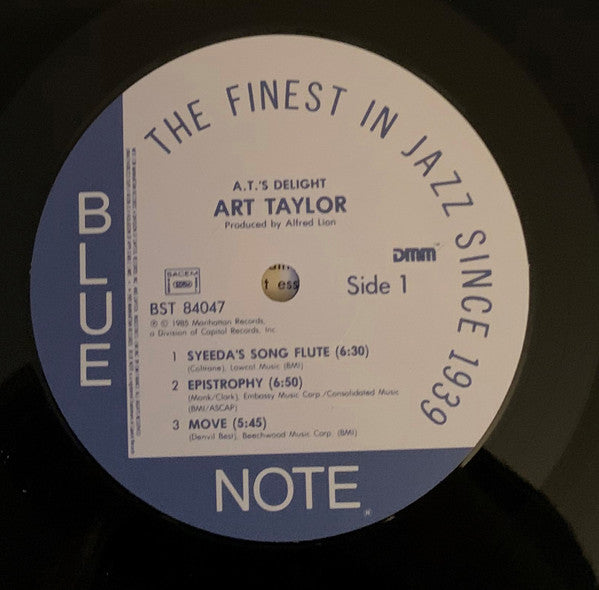 THE FINEST IN JAZZ SINCE 1939
A.T.'S DELIGHT
ART TAYLOR
Produced by Alfred Lion
DMM
Side 1
SACEM
BST 84047
℗ © 1985 Manhattan Records,
a Division of Capitol Records, Inc.
1 SYEEDA'S SONG FLUTE (6:30)
(Coltrane), Lowcal Music (BMI)
2 EPISTROPHY (6:50)
(Monk/Clark), Embassy Music Corp./Consolidated Music
(BMI/ASCAP)
3 MOVE (5:45)
(Denzil Best), Beechwood Music Corp. (BMI)
BLUE
NOTE